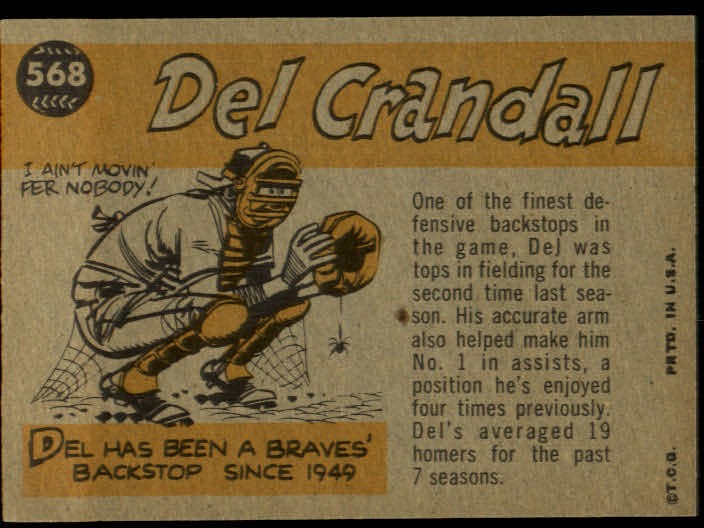 568
Del Crandall
I AIN'T MOVIN'
FER NOBODY!
One of the finest de-
fensive backstops in
the game, Del was
tops in fielding for the
second time last sea-
son. His accurate arm
also helped make him
No. 1 in assists, a
position he's enjoyed
four times previously.
Del's averaged 19
homers for the past
7 seasons.
DEL HAS BEEN A BRAVES'
BACKSTOP SINCE 1949
©T.C.G. PRTD. IN U.S.A.